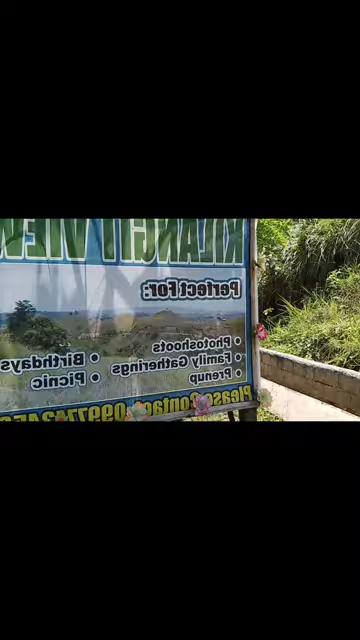 KILANGIT VIEW
Perfect For:
• Photoshoots
• Family Gatherings
• Prenup
• Birthdays
• Picnic
Please Contact: